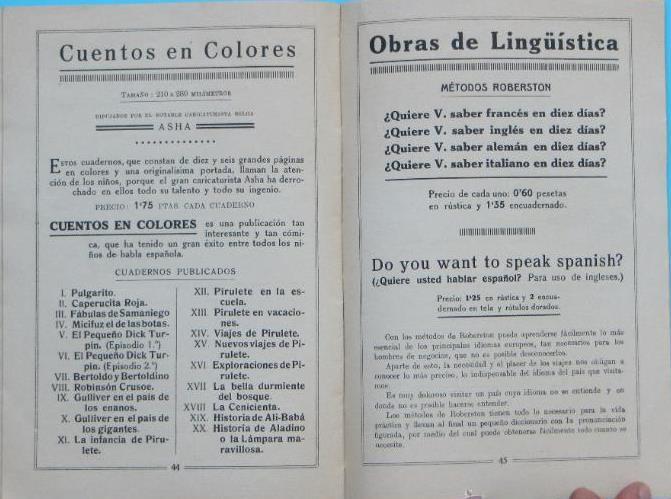 Cuentos en Colores
TAMAÑO: 210 X 280 MILÍMETROS
DIBUJADOS POR EL NOTABLE CARICATURISTA
ASHA
ESTOS cuadernos, que constan de diez y seis grandes páginas
en colores y una originalísima portada, llaman la aten-
ción de los niños, porque el gran caricaturista Asha ha derro-
chado en ellos todo su talento y todo su ingenio.
PRECIO: 1'75 PTAS. CADA CUADERNO
CUENTOS EN COLORES es una publicación tan
interesante y tan cómi-
ca, que ha tenido un gran éxito entre todos los ni-
ños de habla española.
CUADERNOS PUBLICADOS
I. Pulgarito.
II. Caperucita Roja.
III. Fábulas de Samaniego
IV. Micifuz el de las botas.
V. El Pequeño Dick Tur-
pin. (Episodio 1.º)
VI. El Pequeño Dick Tur-
pin. (Episodio 2.º)
VII. Bertoldo y Bertoldino
VIII. Robinsón Crusoe.
IX. Gulliver en el país de
los enanos.
X. Gulliver en el país de
los gigantes.
XI. La infancia de Piru-
lete.
XII. Pirulete en la es-
cuela.
XIII. Pirulete en vacacio-
nes.
XIV. Viajes de Pirulete.
XV. Nuevos viajes de Pi-
rulete.
XVI Exploraciones de Pi-
rulete.
XVII La bella durmiente
del bosque.
XVIII La Cenicienta.
XIX. Historia de Ali-Babá
XX. Historia de Aladino
o la Lámpara ma-
ravillosa.
44
Obras de Lingüística
MÉTODOS ROBERSTON
¿Quiere V. saber francés en diez días?
¿Quiere V. saber inglés en diez días?
¿Quiere V. saber alemán en diez días?
¿Quiere V. saber italiano en diez días?
Precio de cada uno: 0'60 pesetas
en rústica y 1'35 encuadernado.
Do you want to speak spanish?
(¿Quiere usted hablar español? Para uso de ingleses.)
Precio: 1'25 en rústica y 2 encua-
dernado en tela y rótulos dorados.
Con los métodos de Roberston puede aprenderse fácilmente lo más
esencial de los principales idiomas europeos, tan necesarios para los
hombres de negocios, que no es posible desconocerlos.
Aparte de esto, la necesidad y el placer de los viajes nos obligan a
conocer lo más preciso, lo indispensable del idioma del país que visita-
mos.
Es muy doloroso visitar un país cuyo idioma no se entiende y en
donde no es posible hacerse entender.
Los métodos de Roberston tienen todo lo necesario para la vida
práctica y llevan al final un pequeño diccionario con la pronunciación
figurada, por medio del cual puede obtenerse fácilmente todo cuanto se
necesite.
45